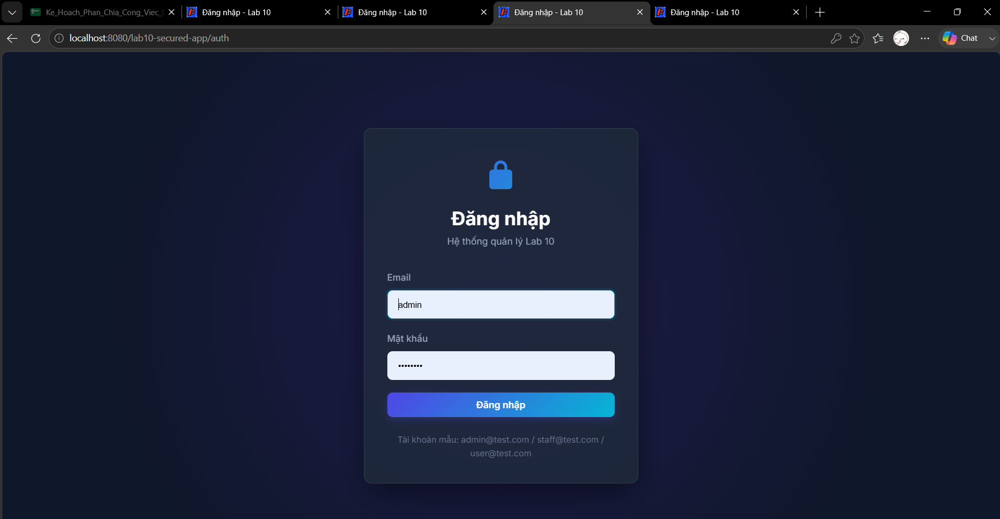 Ke_Hoach_Phan_Chia_Cong_Viec_
Đăng nhập - Lab 10
Đăng nhập - Lab 10
Đăng nhập - Lab 10
Đăng nhập - Lab 10
localhost:8080/lab10-secured-app/auth
Chat
Đăng nhập
Hệ thống quản lý Lab 10
Email
admin
Mật khẩu
••••••••
Đăng nhập
Tài khoản mẫu: admin@test.com / staff@test.com /
user@test.com